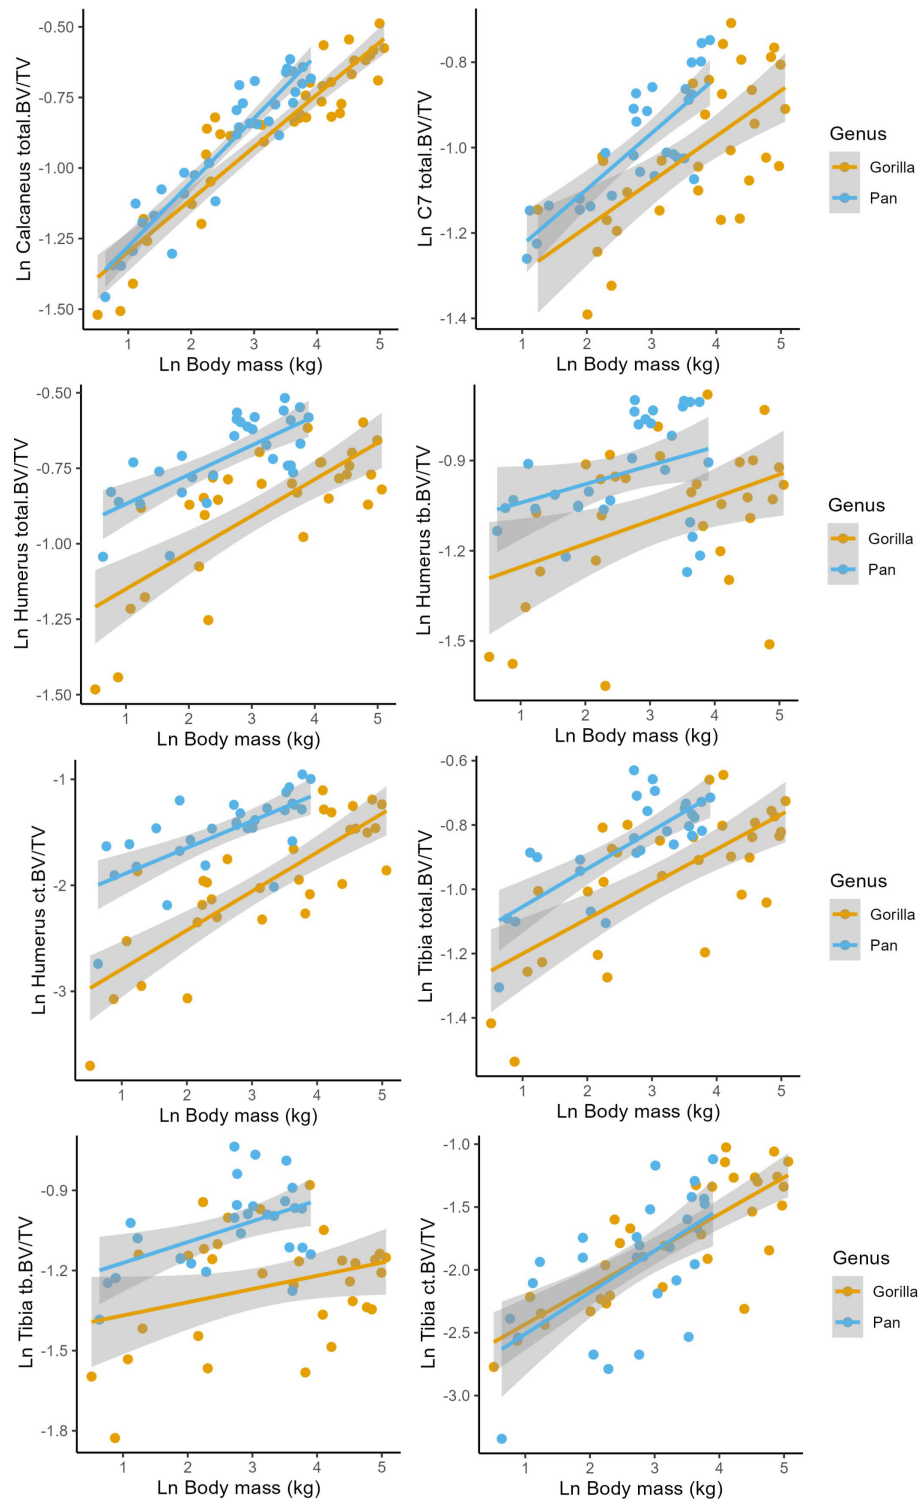 Ln Calcaneus total.BV/TV
-0.50
-0.75
-1.00
-1.25
-1.50
1 2 3 4 5
Ln Body mass (kg)
Ln C7 total.BV/TV
-0.8
-1.0
-1.2
-1.4
1 2 3 4 5
Ln Body mass (kg)
Genus
Gorilla
Pan
Ln Humerus total.BV/TV
-0.50
-0.75
-1.00
-1.25
-1.50
1 2 3 4 5
Ln Body mass (kg)
Ln Humerus tb.BV/TV
-0.9
-1.2
-1.5
1 2 3 4 5
Ln Body mass (kg)
Genus
Gorilla
Pan
Ln Humerus ct.BV/TV
-1
-2
-3
1 2 3 4 5
Ln Body mass (kg)
Ln Tibia total.BV/TV
-0.6
-0.8
-1.0
-1.2
-1.4
1 2 3 4 5
Ln Body mass (kg)
Genus
Gorilla
Pan
Ln Tibia tb.BV/TV
-0.9
-1.2
-1.5
-1.8
1 2 3 4 5
Ln Body mass (kg)
Ln Tibia ct.BV/TV
-1.0
-1.5
-2.0
-2.5
-3.0
1 2 3 4 5
Ln Body mass (kg)
Genus
Gorilla
Pan